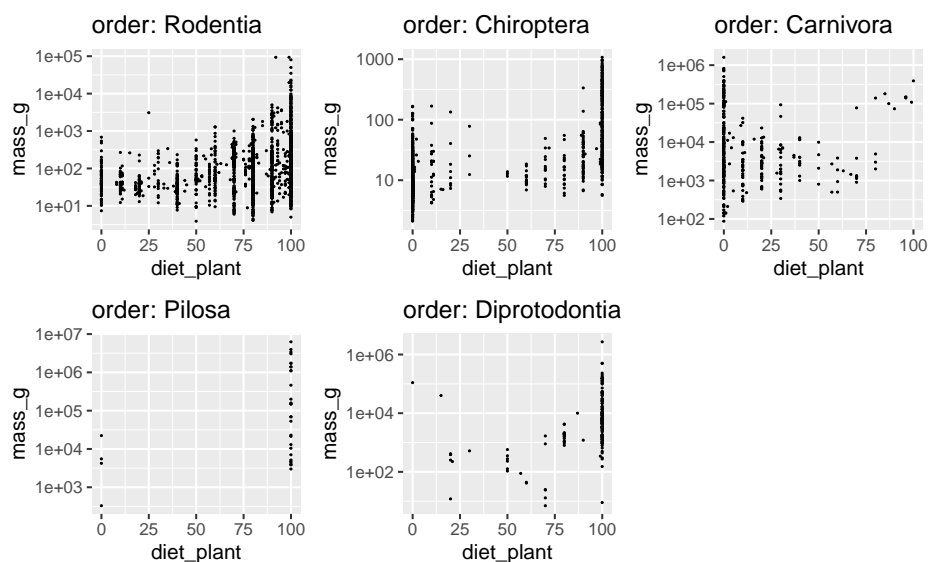 order: Rodentia
1e+05
1e+04
1e+03
1e+02
1e+01
mass_g
0 25 50 75 100
diet_plant
order: Chiroptera
1000
100
10
mass_g
0 25 50 75 100
diet_plant
order: Carnivora
1e+06
1e+05
1e+04
1e+03
1e+02
mass_g
0 25 50 75 100
diet_plant
order: Pilosa
1e+07
1e+06
1e+05
1e+04
1e+03
mass_g
0 25 50 75 100
diet_plant
order: Diprotodontia
1e+06
1e+04
1e+02
mass_g
0 25 50 75 100
diet_plant